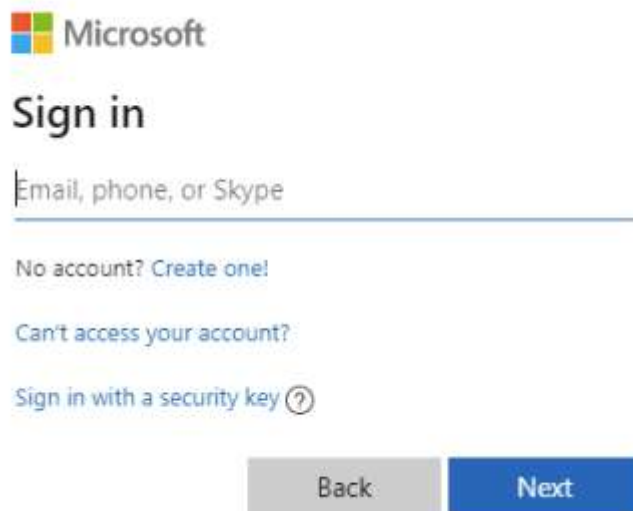 Microsoft
Sign in
Email, phone, or Skype
No account? Create one!
Can't access your account?
Sign in with a security key ?
Back
Next